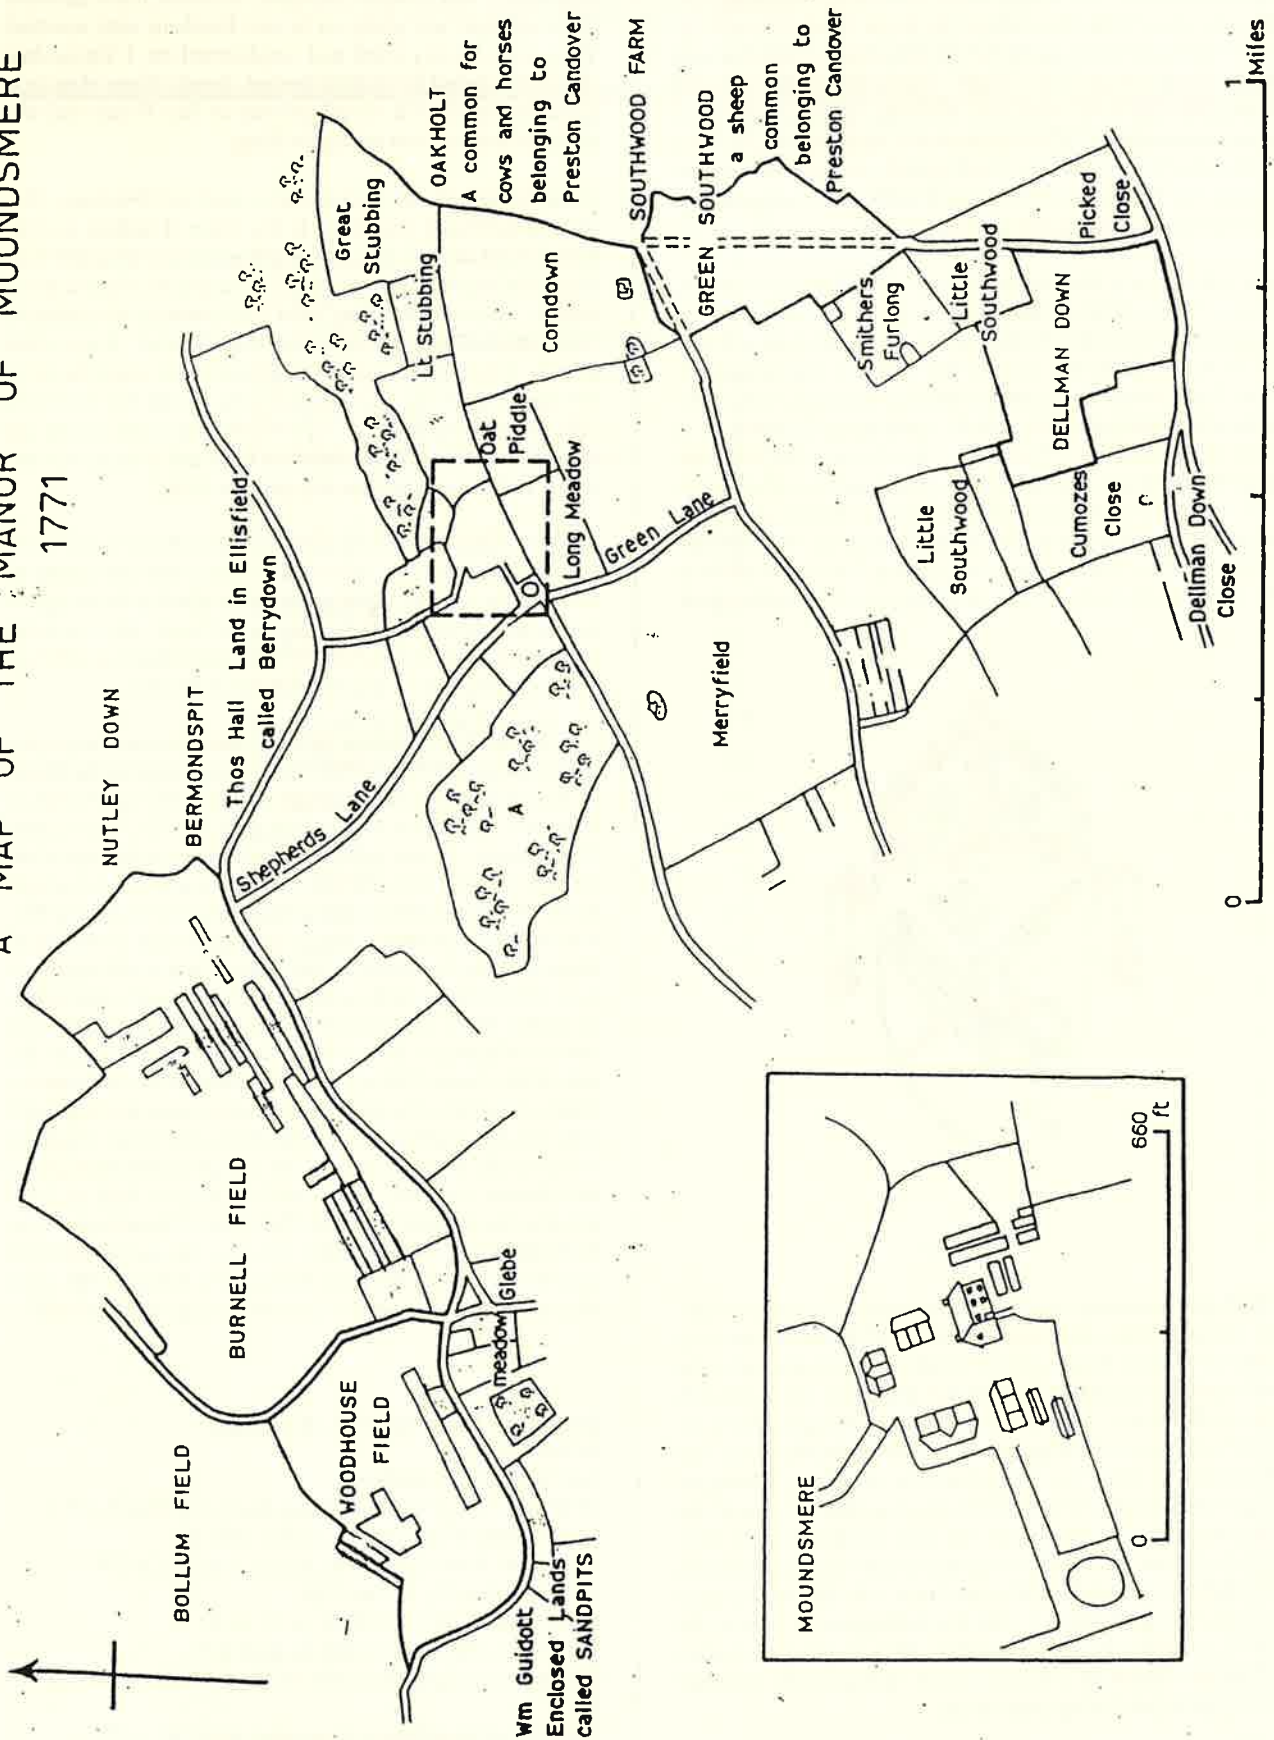 A MAP OF THE MANOR OF MOUNDSMERE
1771
NUTLEY DOWN
BERMONDSPIT
Thos Hall Land in Ellisfield
called Berrydown
Shepherds Lane
Great
Stubbing
Lt Stubbing
OAKHOLT
A common for
cows and horses
belonging to
Preston Candover
Corndown
Oat
Piddle
Long Meadow
Green Lane
SOUTHWOOD FARM
GREEN SOUTHWOOD
a sheep
common
belonging to
Preston Candover
A
Merryfield
Smithers
Furlong
Little
Southwood
Picked
Close
DELLMAN DOWN
Little
Southwood
Cumozes
Close
Dellman Down
Close
BOLLUM FIELD
BURNELL FIELD
WOODHOUSE
FIELD
meadow
Glebe
Wm Guidott
Enclosed Lands
called SANDPITS
MOUNDSMERE
0
660
ft
0
1
Miles